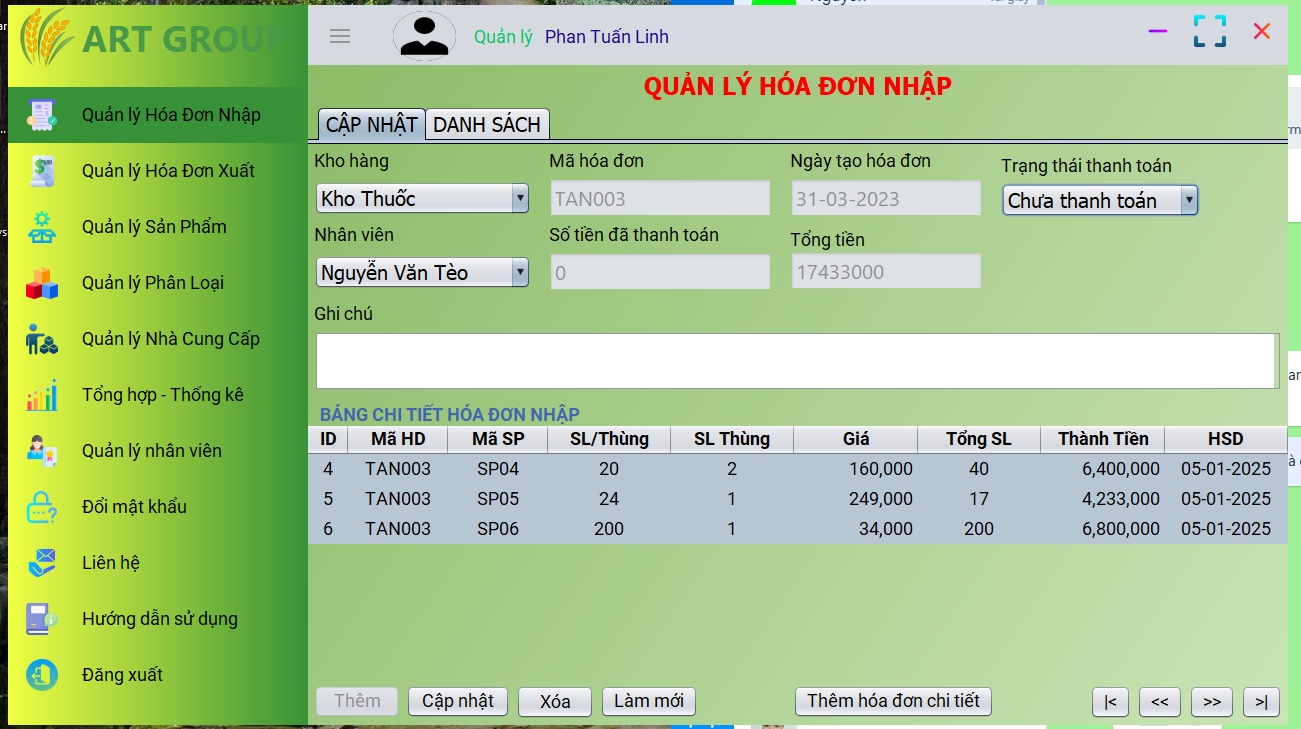 ART GROUP
Quản lý Hóa Đơn Nhập
Quản lý Hóa Đơn Xuất
Quản lý Sản Phẩm
Quản lý Phân Loại
Quản lý Nhà Cung Cấp
Tổng hợp - Thống kê
Quản lý nhân viên
Đổi mật khẩu
Liên hệ
Hướng dẫn sử dụng
Đăng xuất
Quản lý Phan Tuấn Linh
QUẢN LÝ HÓA ĐƠN NHẬP
CẬP NHẬT DANH SÁCH
Kho hàng Mã hóa đơn Ngày tạo hóa đơn Trạng thái thanh toán
Kho Thuốc TAN003 31-03-2023 Chưa thanh toán
Nhân viên Số tiền đã thanh toán Tổng tiền
Nguyễn Văn Tèo 0 17433000
Ghi chú
BẢNG CHI TIẾT HÓA ĐƠN NHẬP
ID Mã HD Mã SP SL/Thùng SL Thùng Giá Tổng SL Thành Tiền HSD
4 TAN003 SP04 20 2 160,000 40 6,400,000 05-01-2025
5 TAN003 SP05 24 1 249,000 17 4,233,000 05-01-2025
6 TAN003 SP06 200 1 34,000 200 6,800,000 05-01-2025
Thêm Cập nhật Xóa Làm mới Thêm hóa đơn chi tiết |< << >> >|